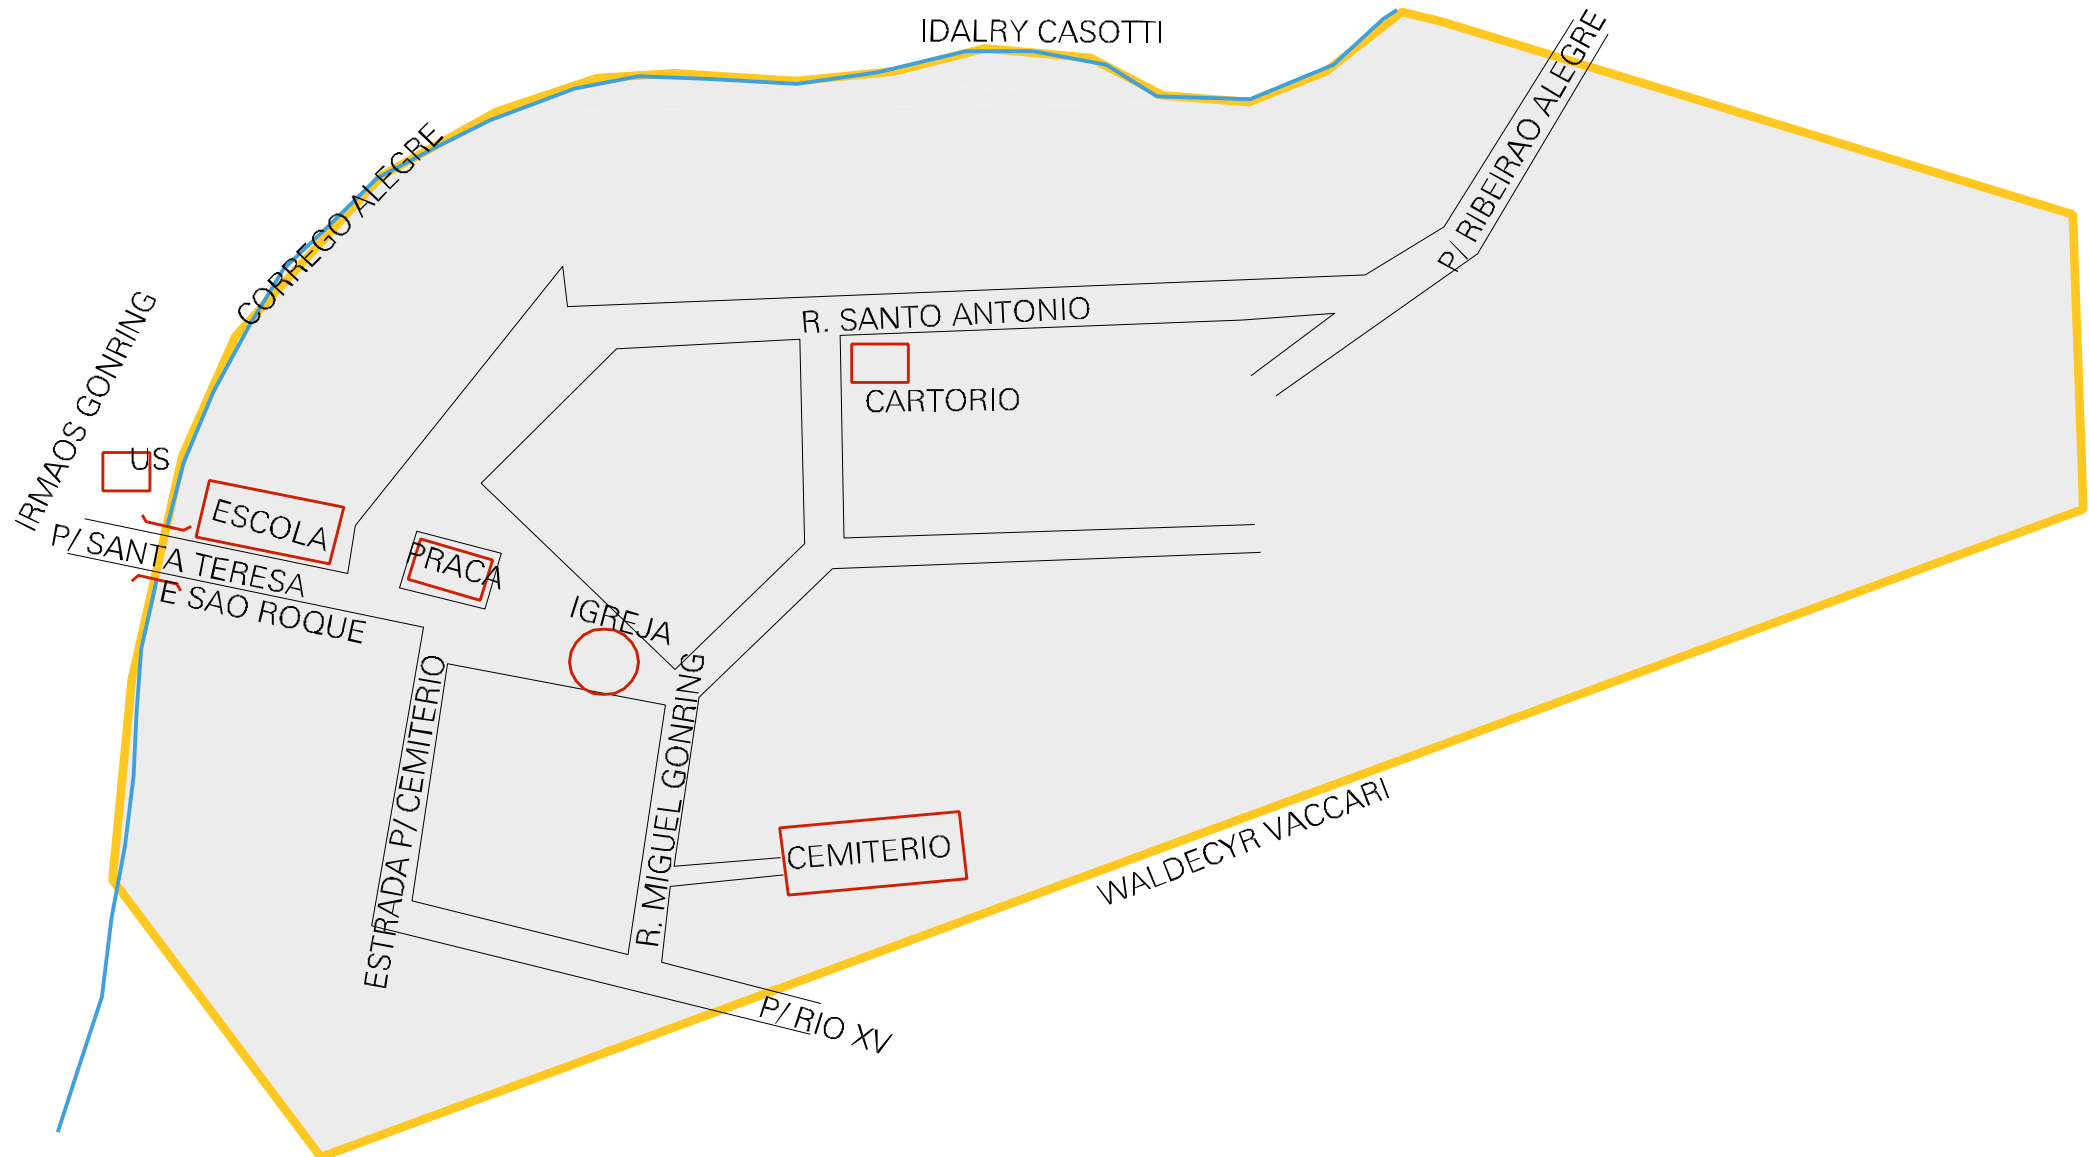 IDALRY CASOTTI
P/ RIBEIRAO ALEGRE
CORREGO ALEGRE
IRMAOS GONRING
R. SANTO ANTONIO
CARTORIO
US
ESCOLA
P/ SANTA TERESA
E SAO ROQUE
PRACA
IGREJA
ESTRADA P/ CEMITERIO
R. MIGUEL GONRING
CEMITERIO
WALDECYR VACCARI
P/ RIO XV